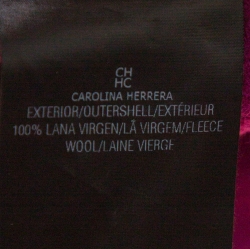 CH
HC
CAROLINA HERRERA
EXTERIOR/OUTERSHELL/EXTÉRIEUR
100% LANA VIRGEN/LÃ VIRGEM/FLEECE
WOOL/LAINE VIERGE